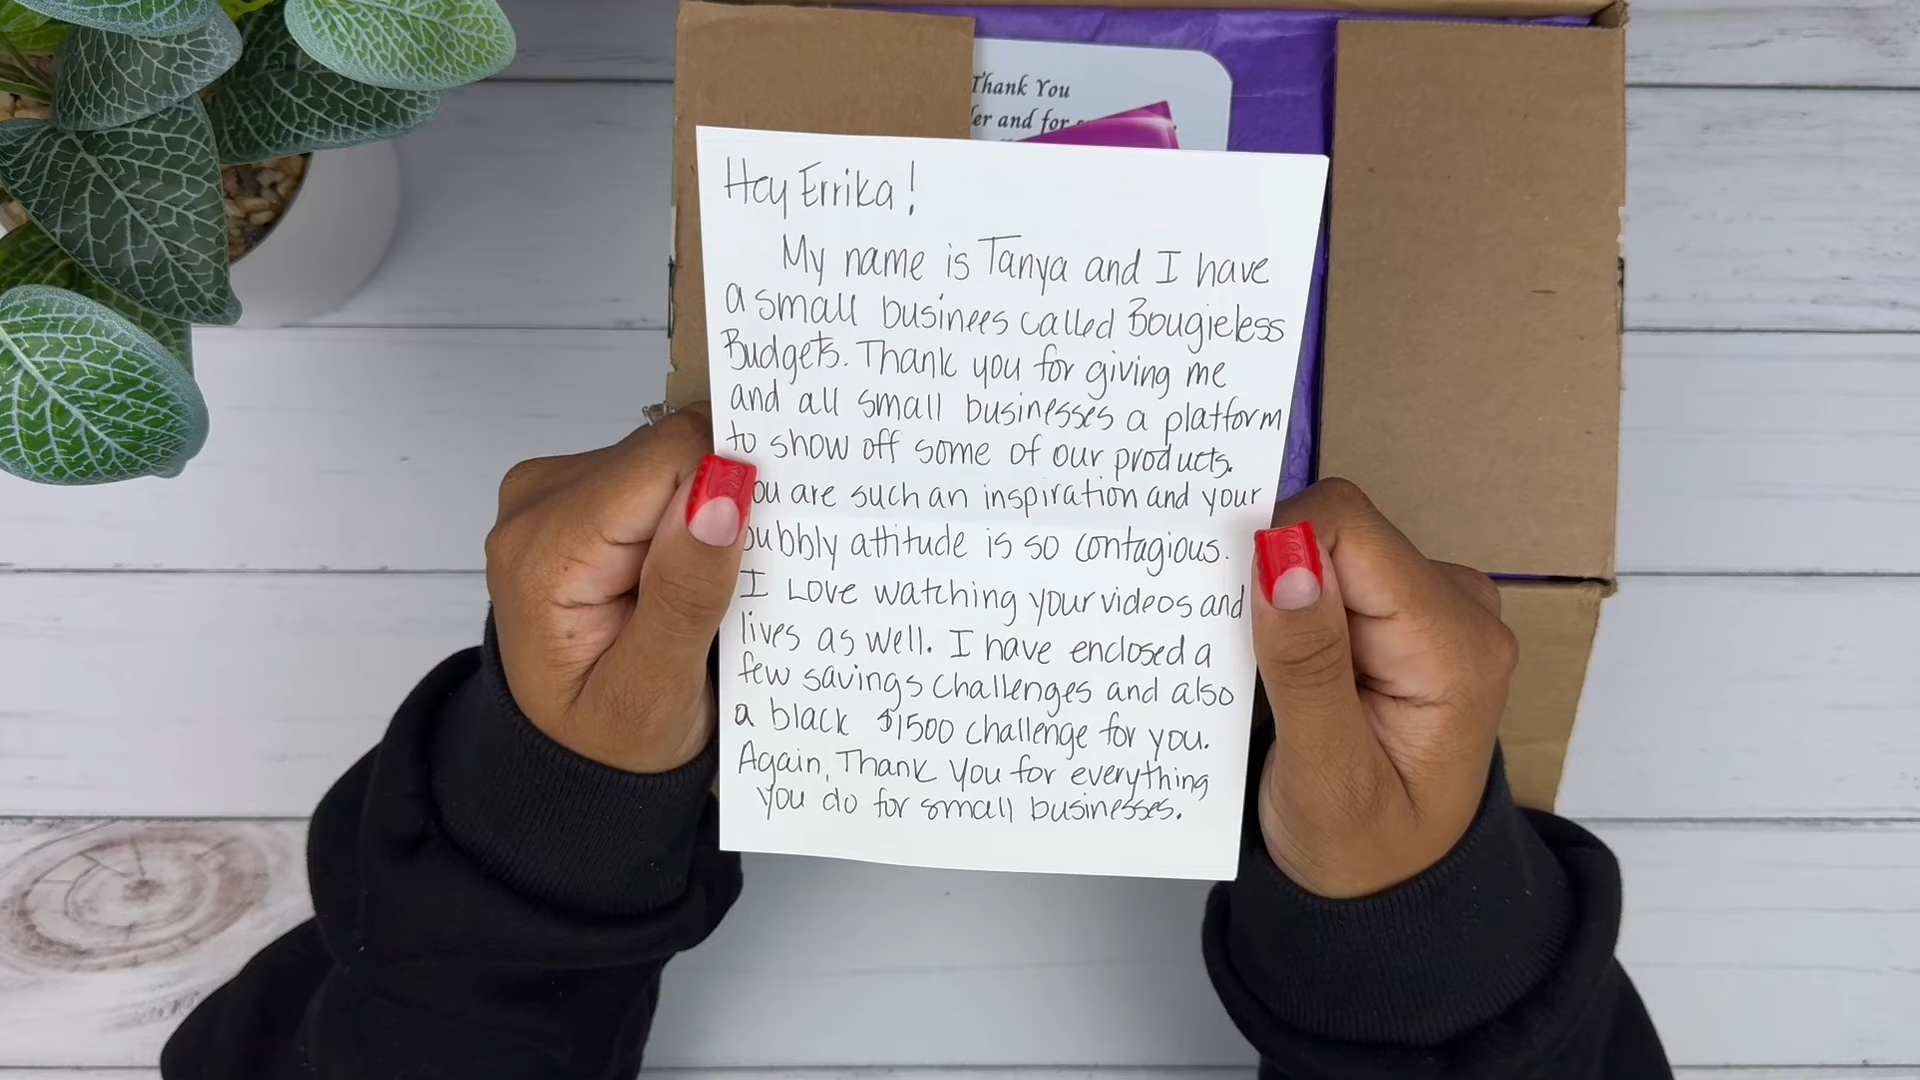 Thank You
er and for
Hey Errika!
My name is Tanya and I have
a small businees called Bougieless
Budgets. Thank you for giving me
and all small businesses a platform
to show off some of our products.
ou are such an inspiration and your
bubbly attitude is so contagious.
I Love watching your videos and
lives as well. I have enclosed a
few savings challenges and also
a black $1500 challenge for you.
Again, Thank you for everything
you do for small businesses.